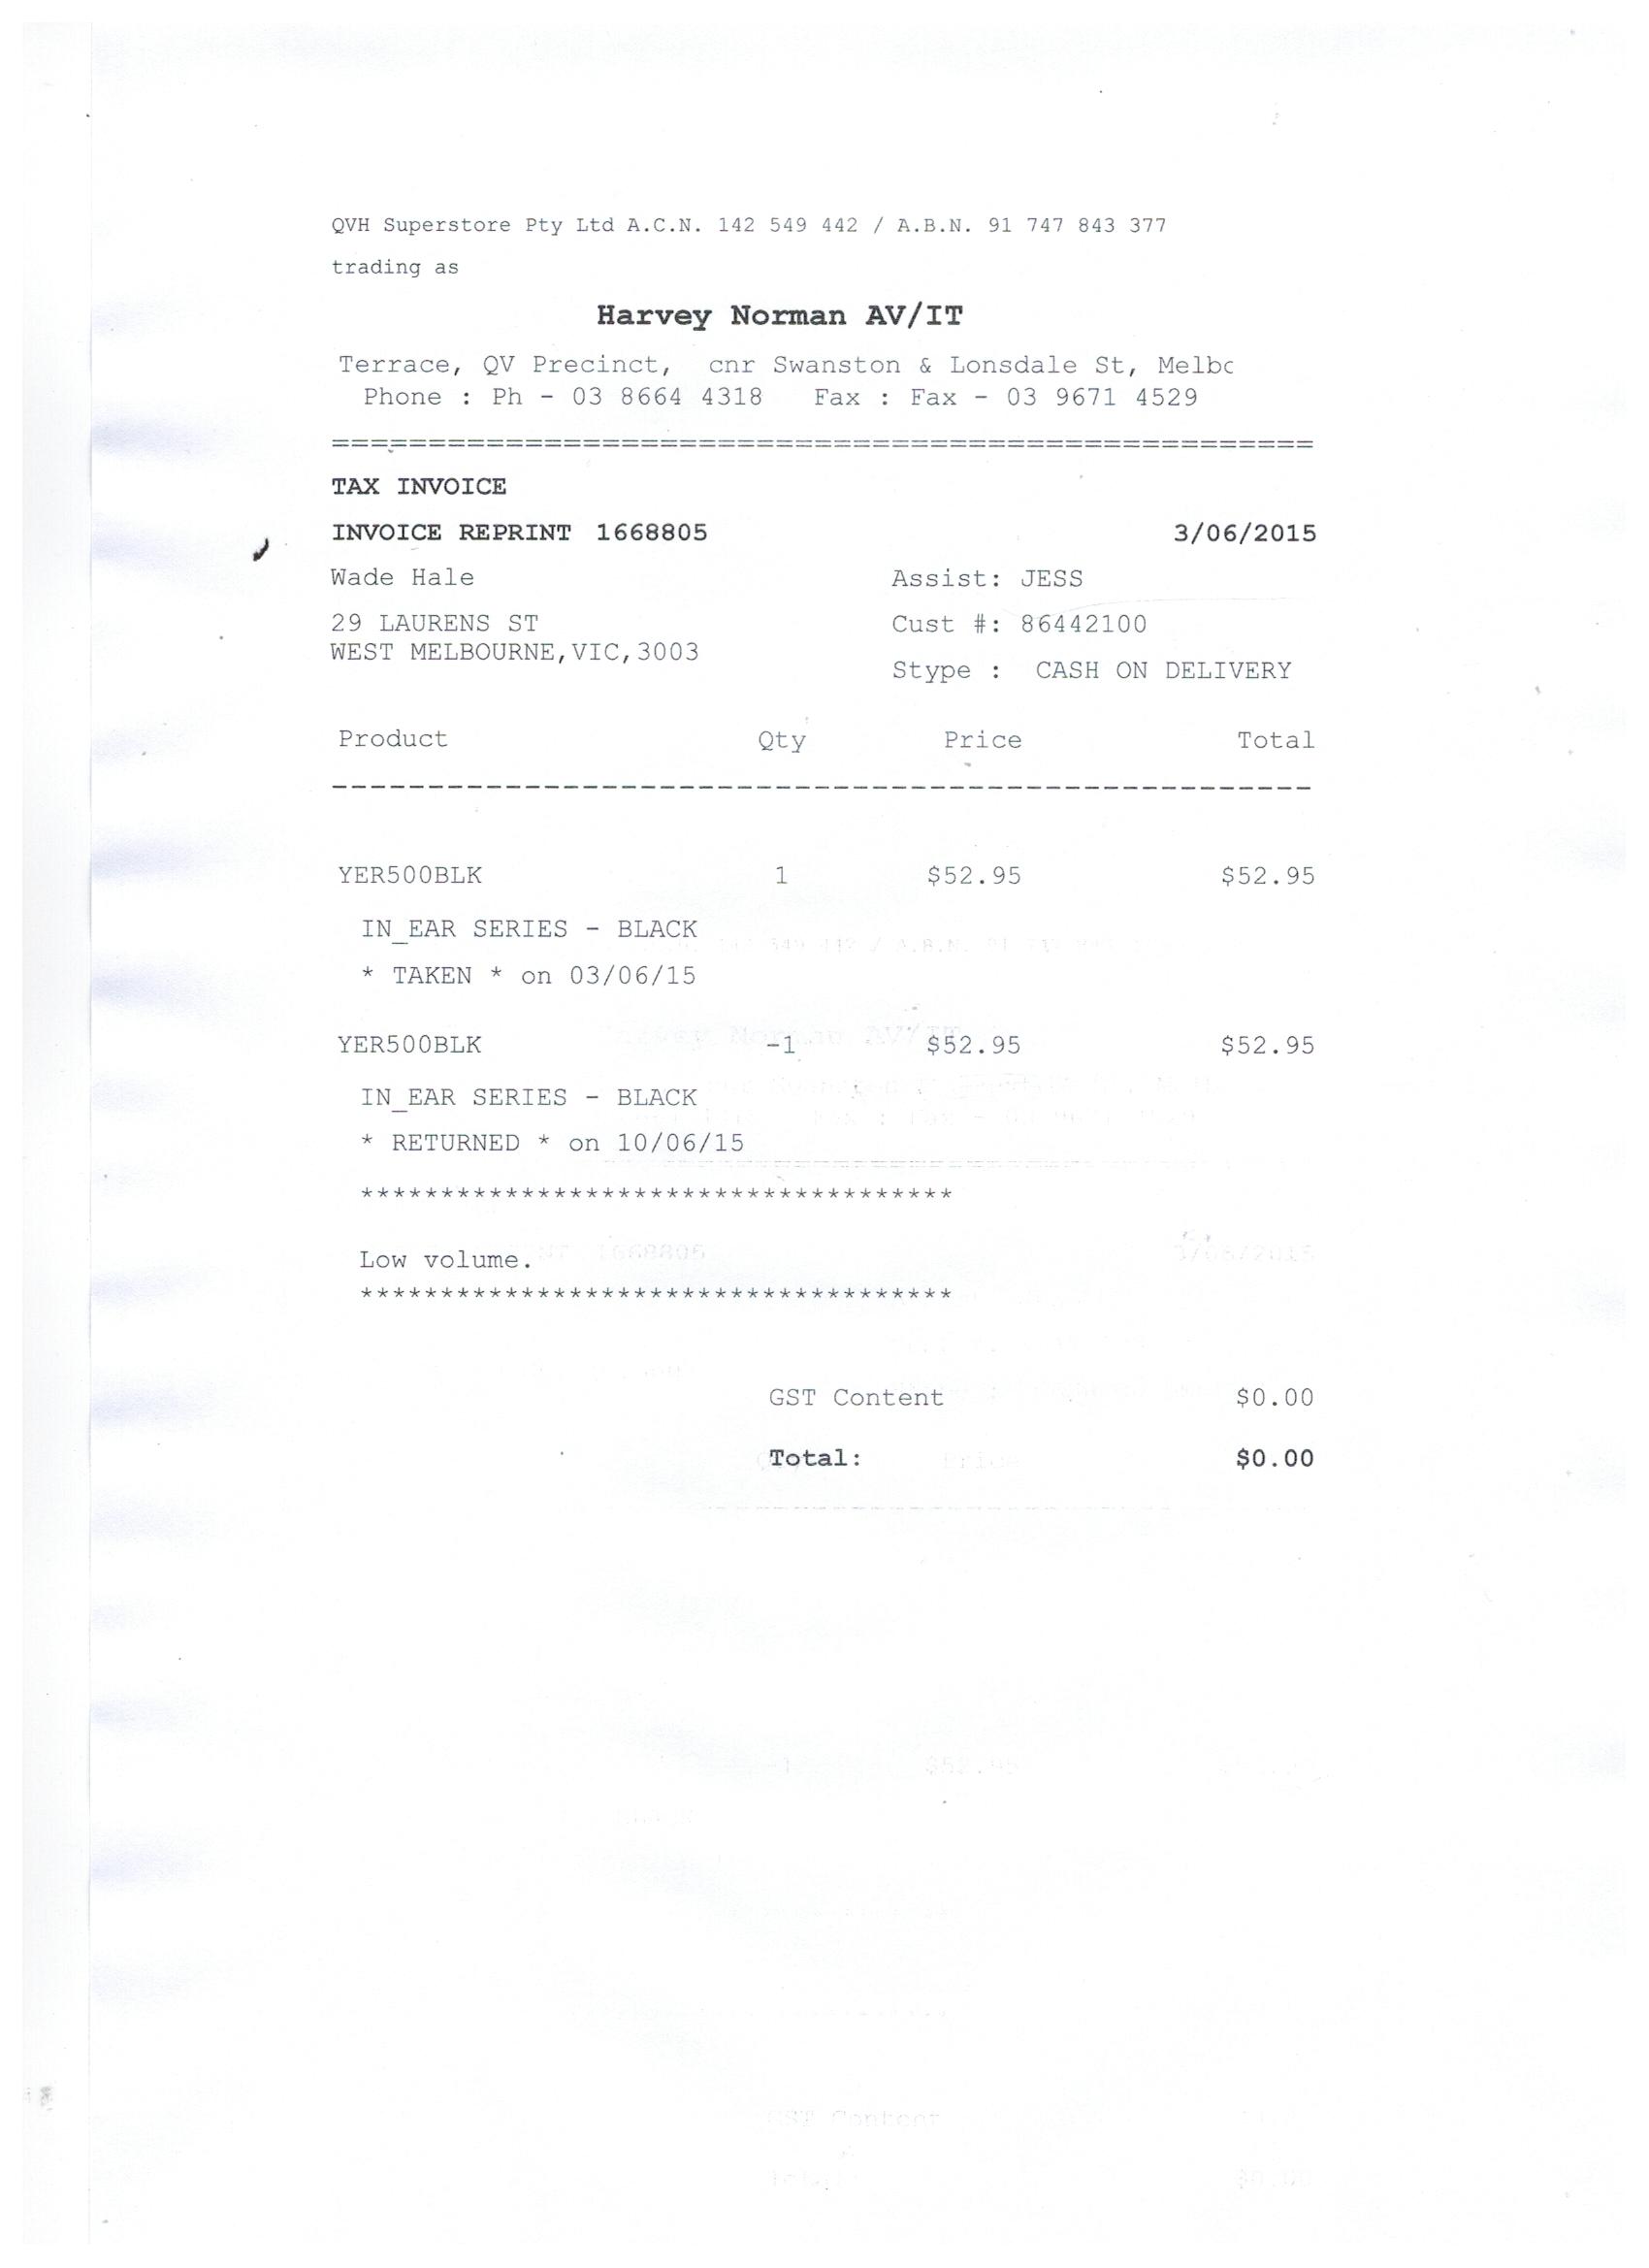 QVH Superstore Pty Ltd A.C.N. 142 549 442 / A.B.N. 91 747 843 377
trading as
Harvey Norman AV/IT
Terrace, QV Precinct, cnr Swanston & Lonsdale St, Melbc
Phone : Ph - 03 8664 4318 Fax : Fax - 03 9671 4529
=============================================================
TAX INVOICE
INVOICE REPRINT 1668805 3/06/2015
Wade Hale Assist: JESS
29 LAURENS ST Cust #: 86442100
WEST MELBOURNE,VIC,3003
Stype : CASH ON DELIVERY
Product Qty Price Total
-------------------------------------------------------------
YER500BLK 1 $52.95 $52.95
IN_EAR SERIES - BLACK
* TAKEN * on 03/06/15
YER500BLK -1 $52.95 $52.95
IN_EAR SERIES - BLACK
* RETURNED * on 10/06/15
*************************************
Low volume.
*************************************
GST Content $0.00
Total: $0.00